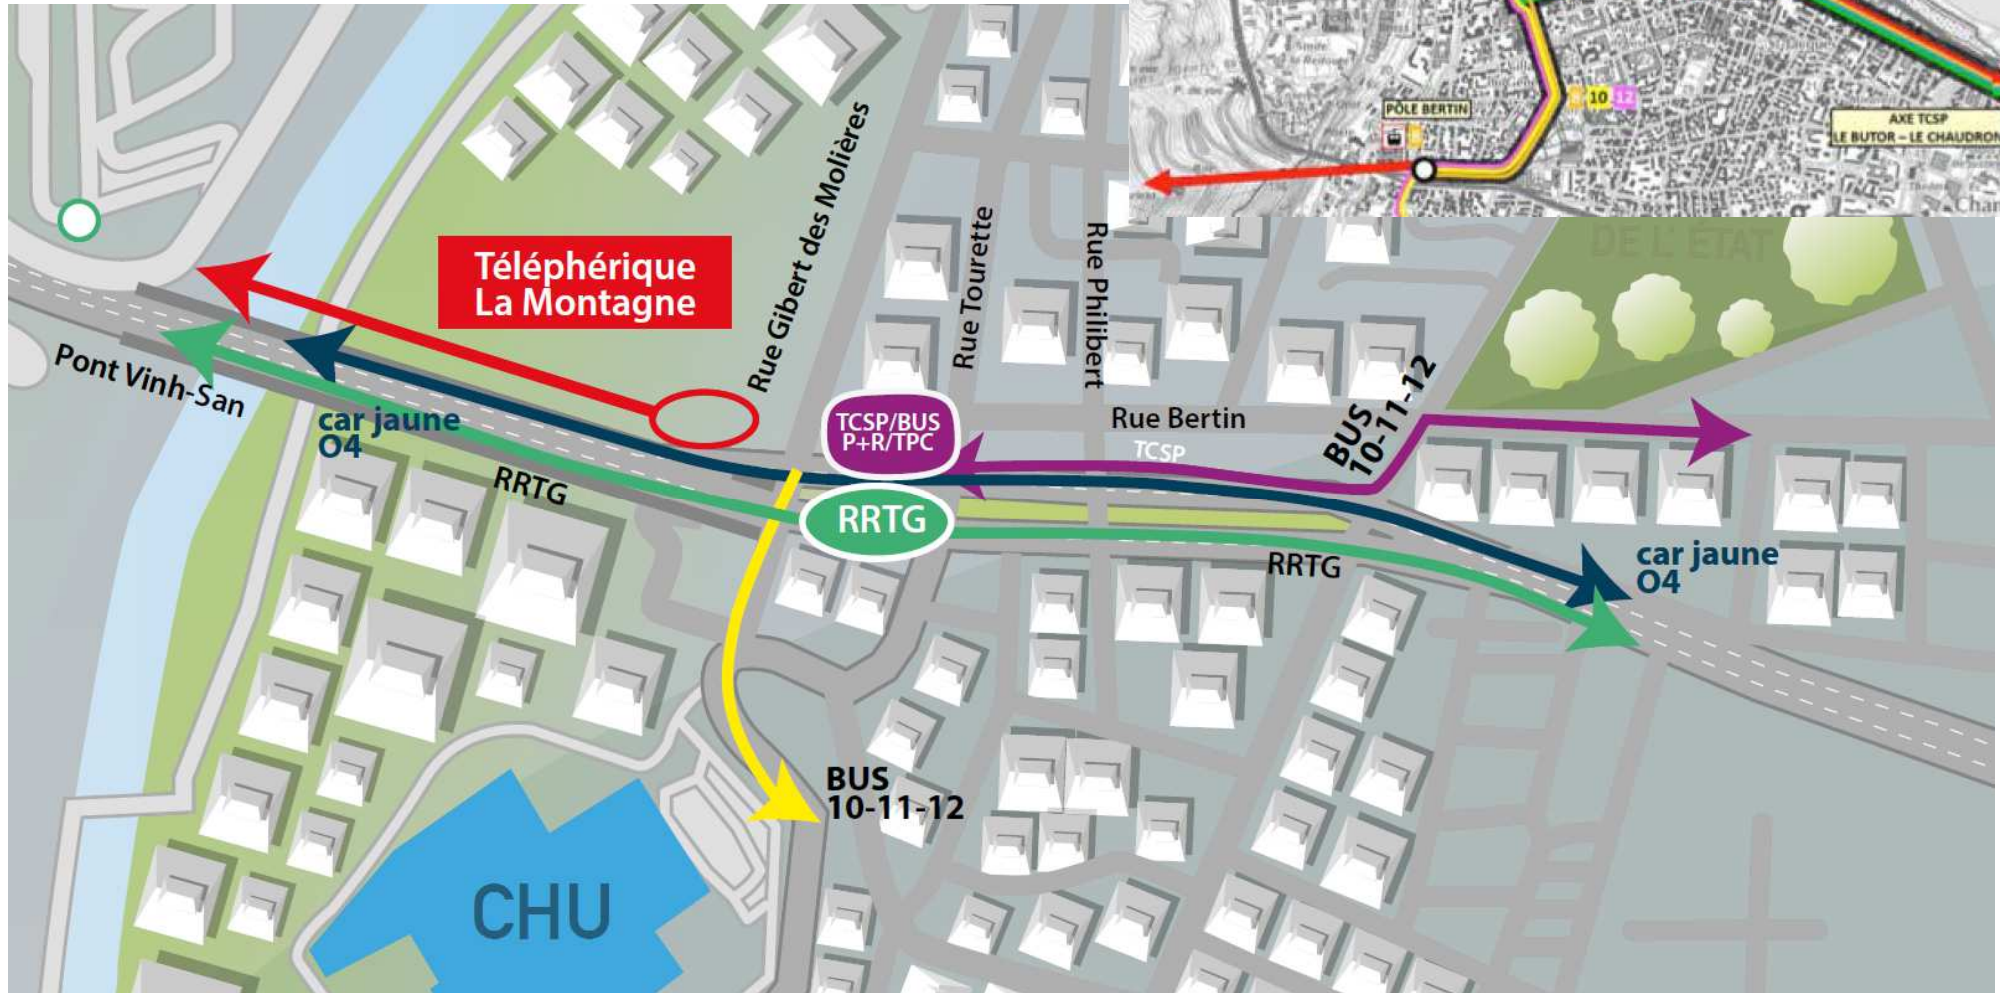 10 12
PÔLE BERTIN
AXE TCSP
LE BUTOR – LE CHAUDRON
DE L'ÉTAT
Téléphérique
La Montagne
Rue Gibert des Molières
Rue Tourette
Rue Philibert
Pont Vinh-San
car jaune
O4
RRTG
TCSP/BUS
P+R/TPC
RRTG
Rue Bertin
TCSP
BUS
10-11-12
RRTG
car jaune
O4
BUS
10-11-12
CHU